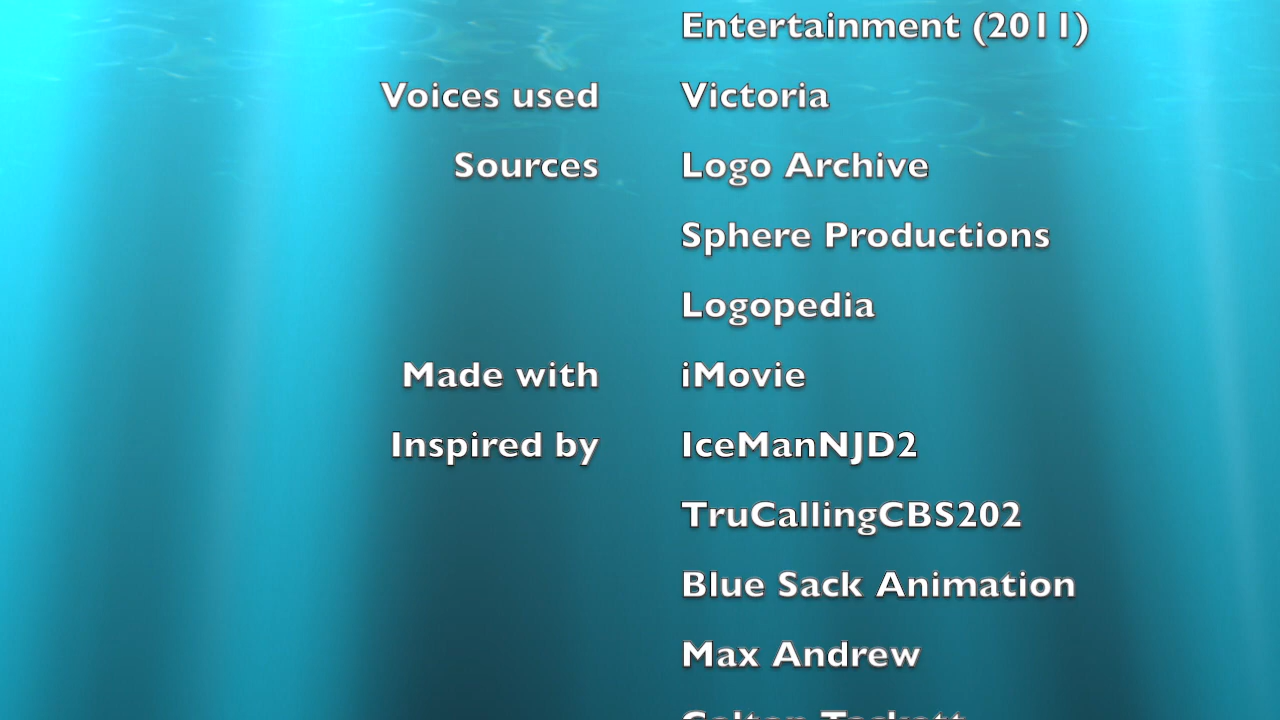 Entertainment (2011)
Voices used Victoria
Sources Logo Archive
Sphere Productions
Logopedia
Made with iMovie
Inspired by IceManNJD2
TruCallingCBS202
Blue Sack Animation
Max Andrew